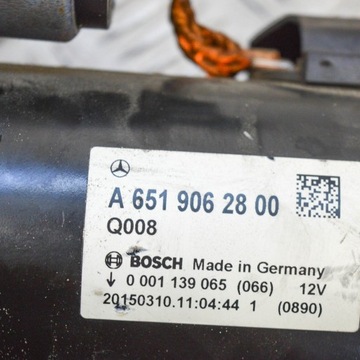 A 651 906 28 00
Q008
BOSCH Made in Germany
↓ 0 001 139 065 (066) 12V
20150310.11:04:44 1 (0890)